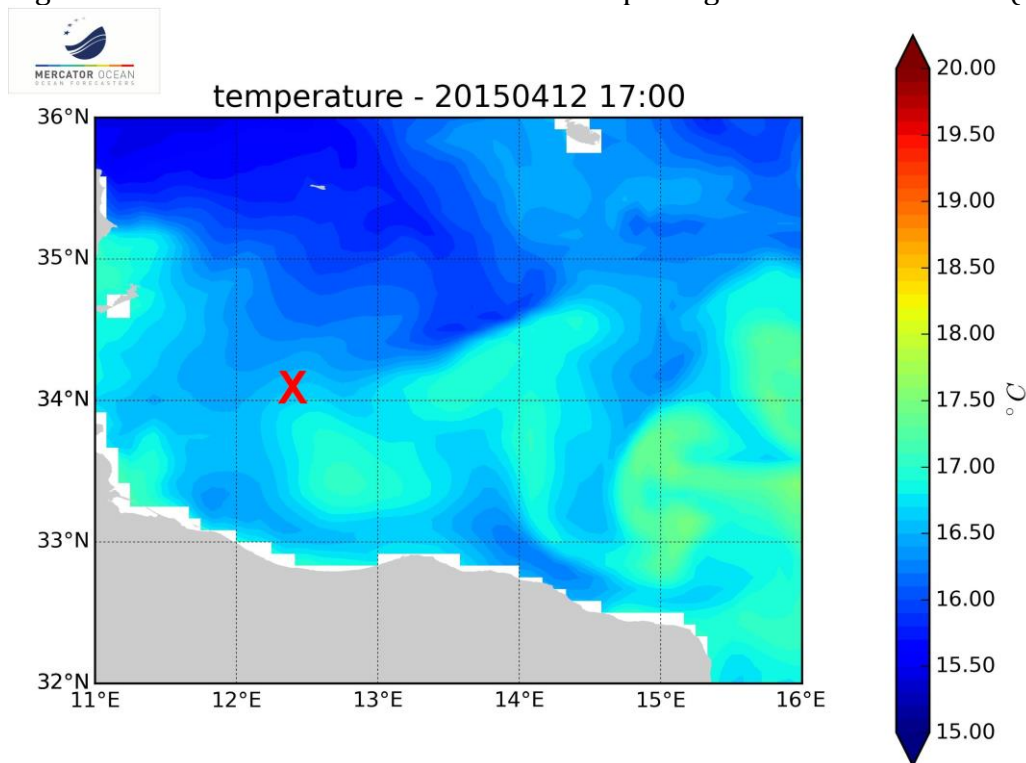 MERCATOR OCEAN
OCEAN FORECASTERS
temperature - 20150412 17:00
36°N
35°N
34°N
33°N
32°N
11°E
12°E
13°E
14°E
15°E
16°E
X
20.00
19.50
19.00
18.50
18.00
17.50
17.00
16.50
16.00
15.50
15.00
°C